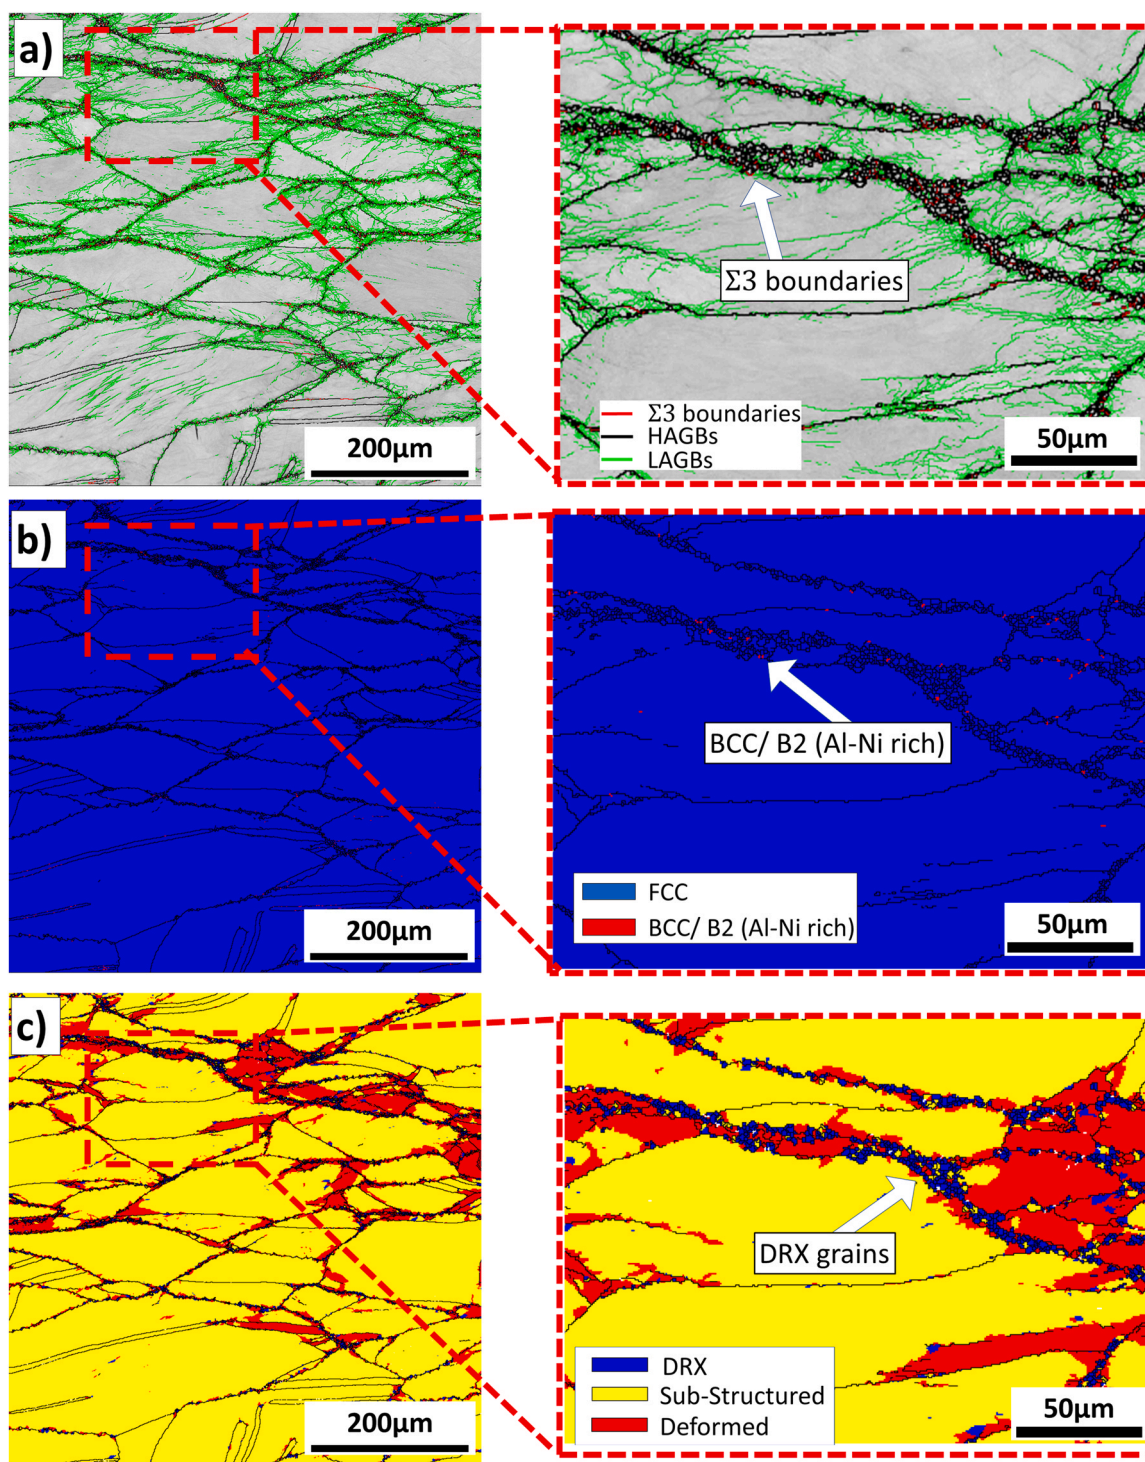 a)
Σ3 boundaries
Σ3 boundaries
HAGBs
LAGBs
200μm
50μm
b)
BCC/ B2 (Al-Ni rich)
FCC
BCC/ B2 (Al-Ni rich)
200μm
50μm
c)
DRX grains
DRX
Sub-Structured
Deformed
200μm
50μm